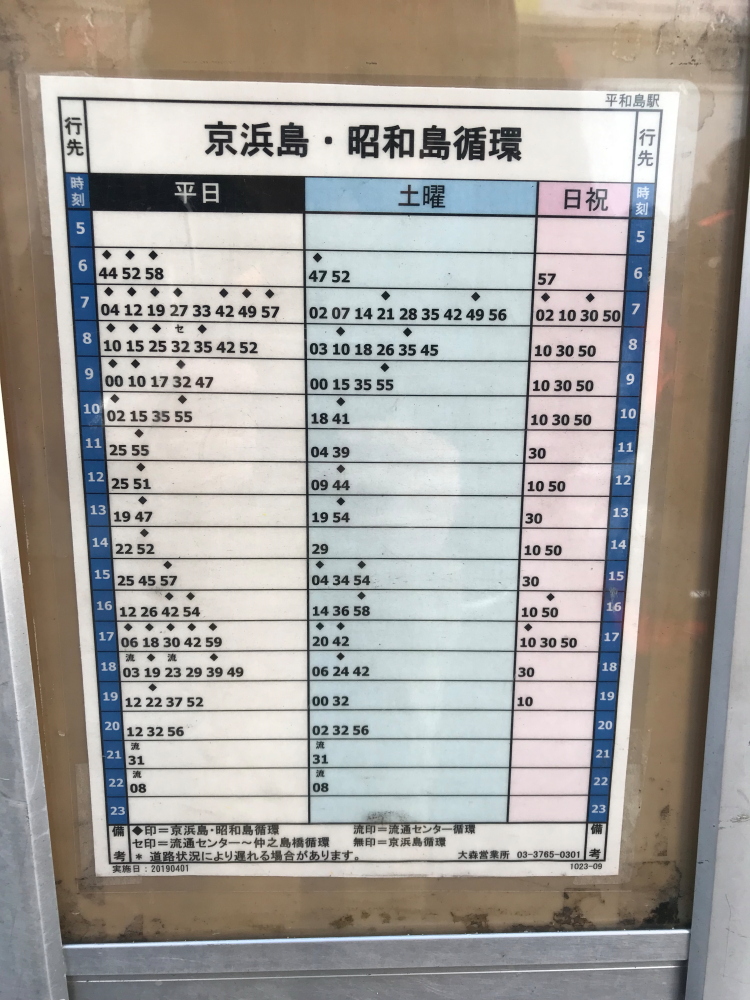 平和島駅
行先 京浜島・昭和島循環 行先
時刻 平日 土曜 日祝 時刻
5 5
◆ ◆ ◆ ◆
6 44 52 58 47 52 57 6
◆ ◆ ◆ ◆ ◆ ◆ ◆ ◆ ◆ ◆ ◆
7 04 12 19 27 33 42 49 57 02 07 14 21 28 35 42 49 56 02 10 30 50 7
◆ ◆ ◆ セ ◆ ◆ ◆
8 10 15 25 32 35 42 52 03 10 18 26 35 45 10 30 50 8
◆ ◆ ◆ ◆
9 00 10 17 32 47 00 15 35 55 10 30 50 9
◆ ◆ ◆
10 02 15 35 55 18 41 10 30 50 10
◆
11 25 55 04 39 30 11
◆ ◆
12 25 51 09 44 10 50 12
◆ ◆
13 19 47 19 54 30 13
◆
14 22 52 29 10 50 14
◆ ◆ ◆
15 25 45 57 04 34 54 30 15
◆ ◆ ◆ ◆
16 12 26 42 54 14 36 58 10 50 16
◆ ◆ ◆ ◆ ◆ ◆ ◆ ◆
17 06 18 30 42 59 20 42 10 30 50 17
流 ◆ 流 ◆ ◆
18 03 19 23 29 39 49 06 24 42 30 18
◆
19 12 22 37 52 00 32 10 19
20 12 32 56 02 32 56 20
流 流
21 31 31 21
流 流
22 08 08 22
23 23
備考 ◆印=京浜島・昭和島循環 流印=流通センター循環 備考
セ印=流通センター〜仲之島橋循環 無印=京浜島循環
* 道路状況により遅れる場合があります。 大森営業所 03-3765-0301
実施日:20190401 1023-09